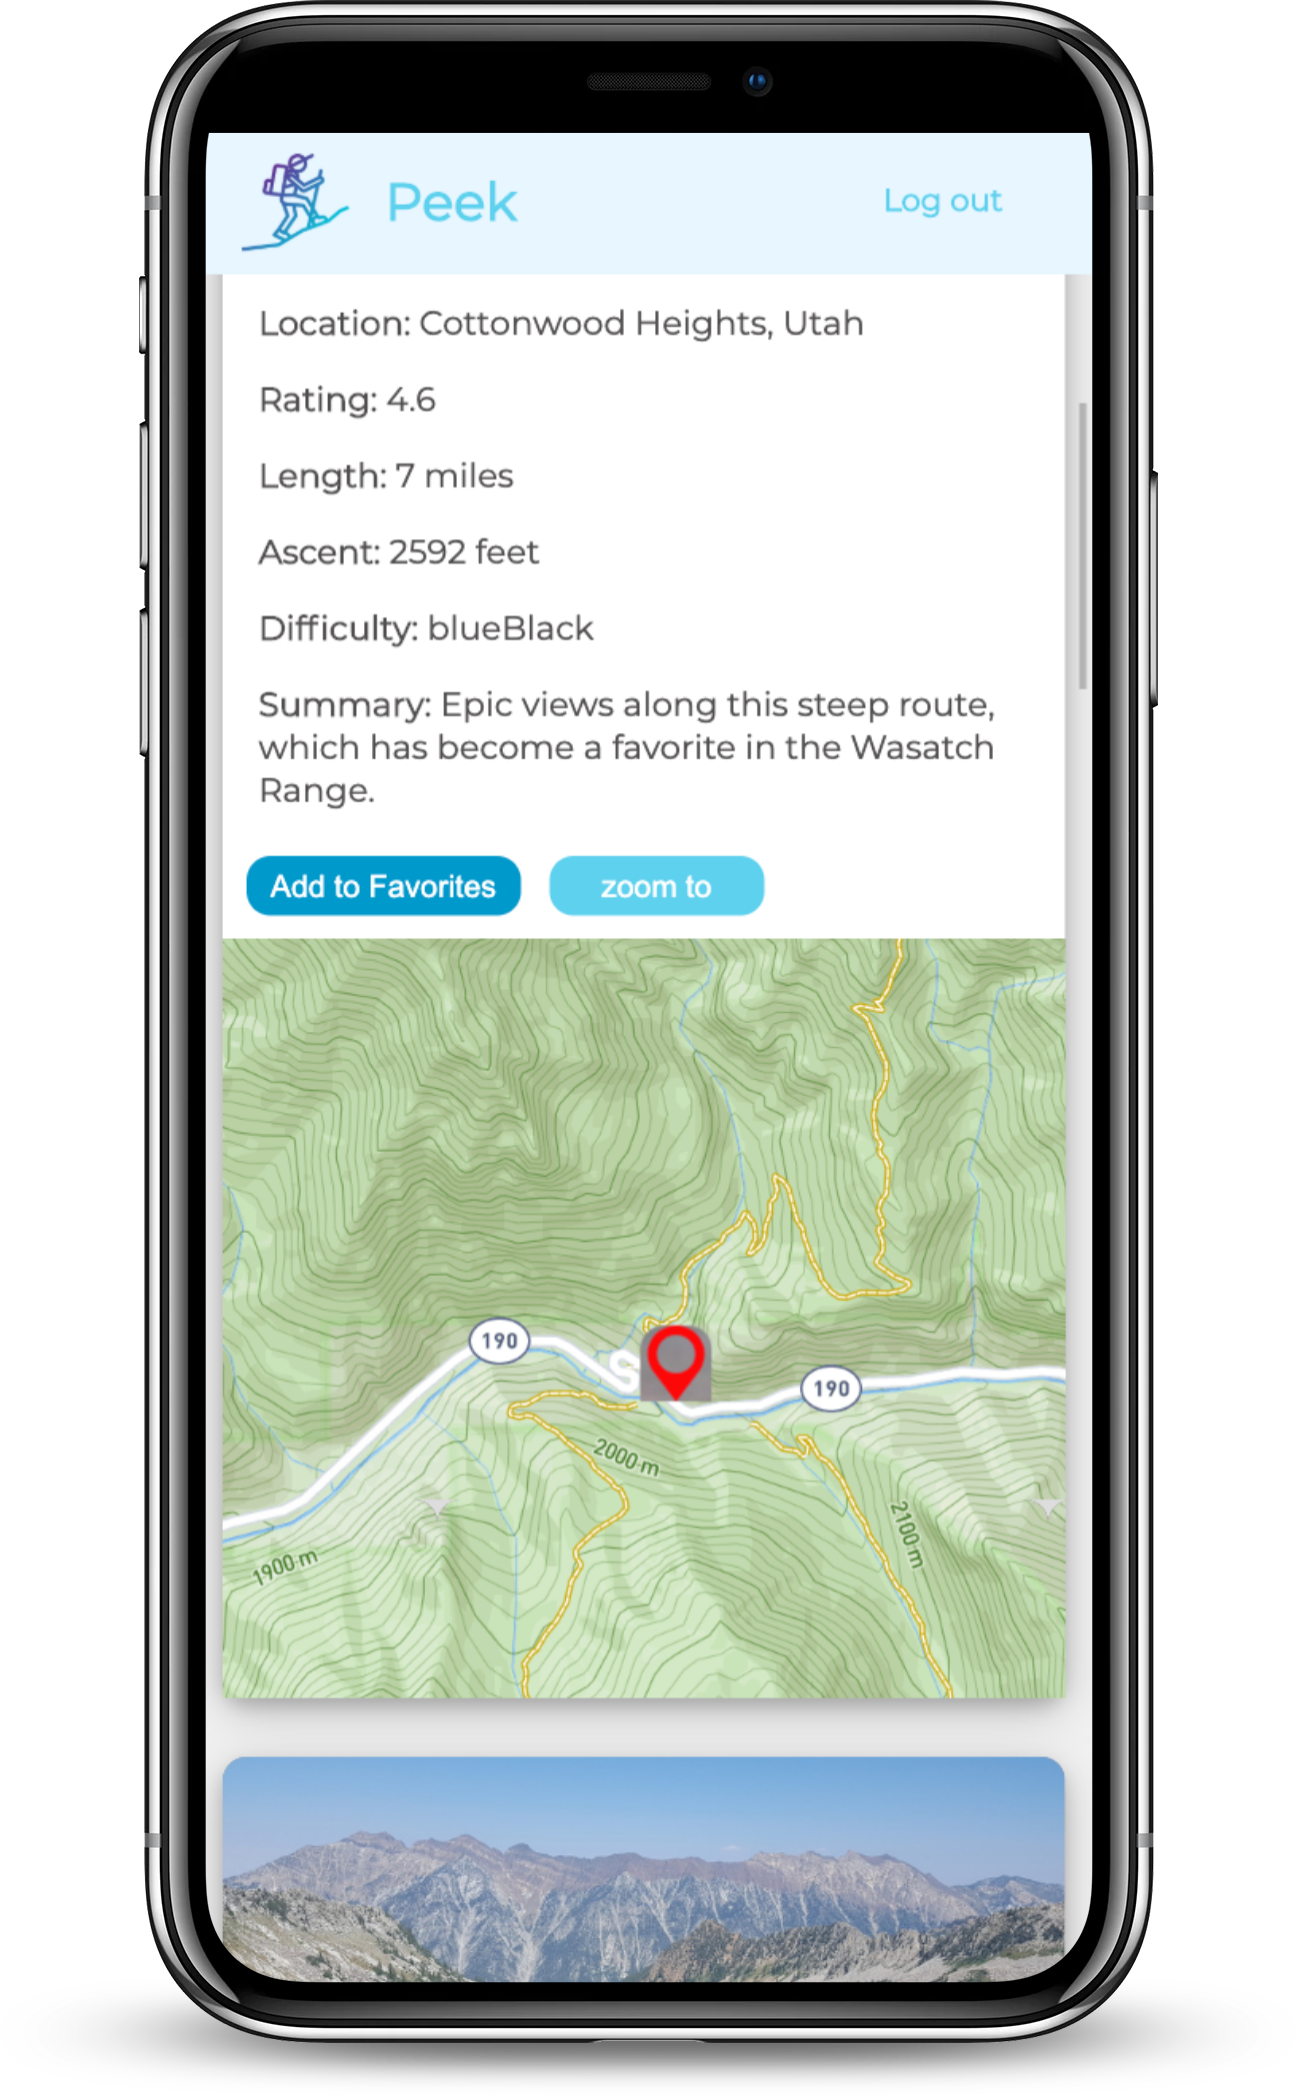 Peek
Log out
Location: Cottonwood Heights, Utah
Rating: 4.6
Length: 7 miles
Ascent: 2592 feet
Difficulty: blueBlack
Summary: Epic views along this steep route,
which has become a favorite in the Wasatch
Range.
Add to Favorites
zoom to
190
190
2000 m
2100 m
1900 m